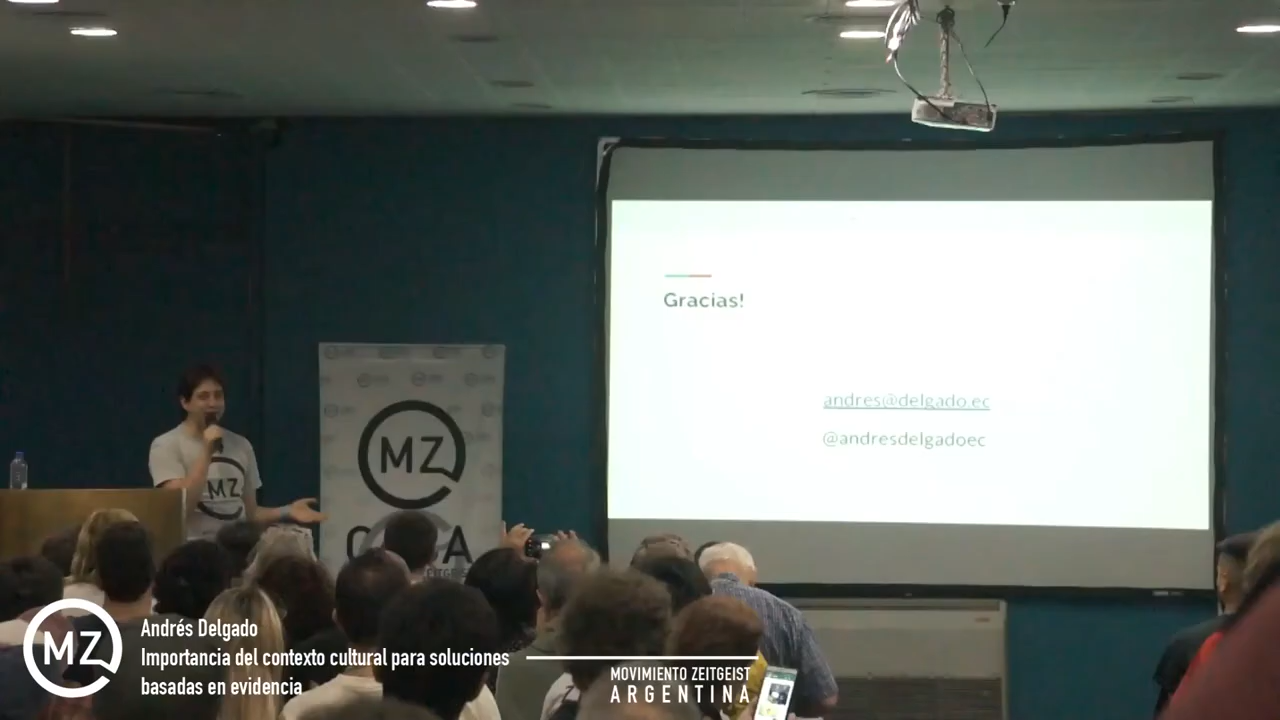 Gracias!
andres@delgado.ec
@andresdelgadoec
MZ
MZ
MZ
Andrés Delgado
Importancia del contexto cultural para soluciones
basadas en evidencia
MOVIMIENTO ZEITGEIST
ARGENTINA